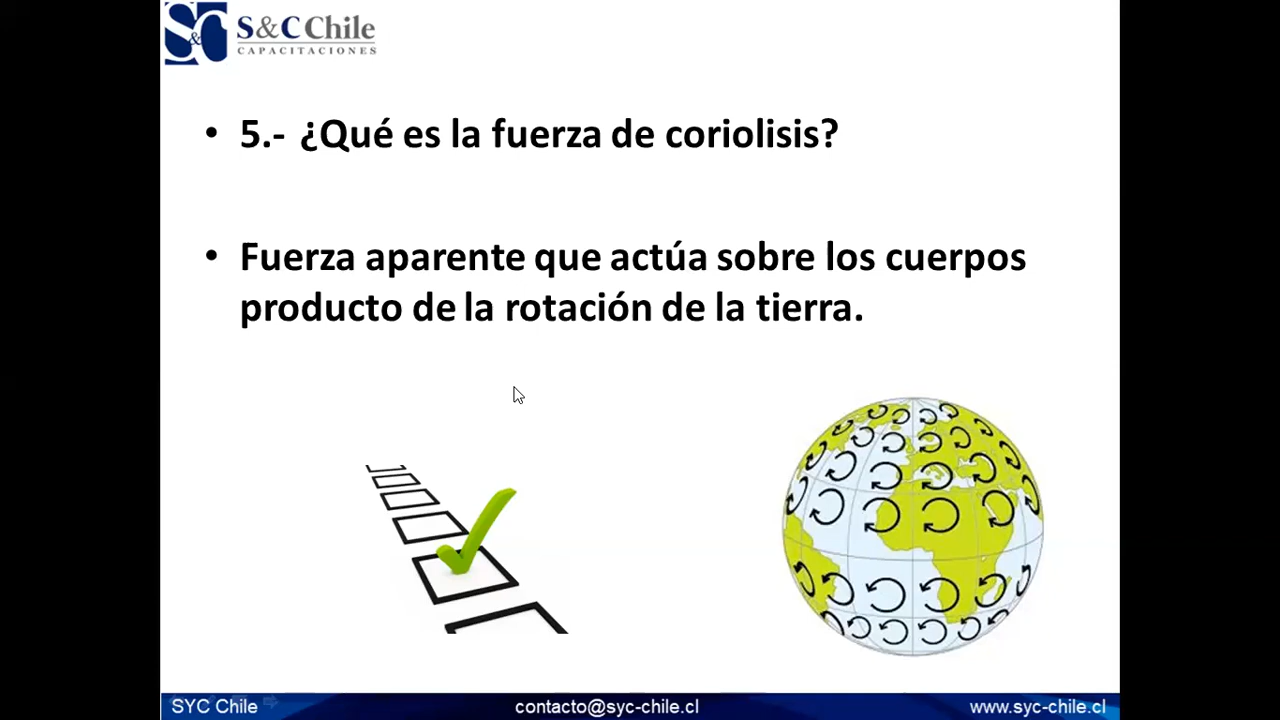 S&C Chile
CAPACITACIONES
• 5.- ¿Qué es la fuerza de coriolisis?
• Fuerza aparente que actúa sobre los cuerpos
producto de la rotación de la tierra.
SYC Chile contacto@syc-chile.cl www.syc-chile.cl